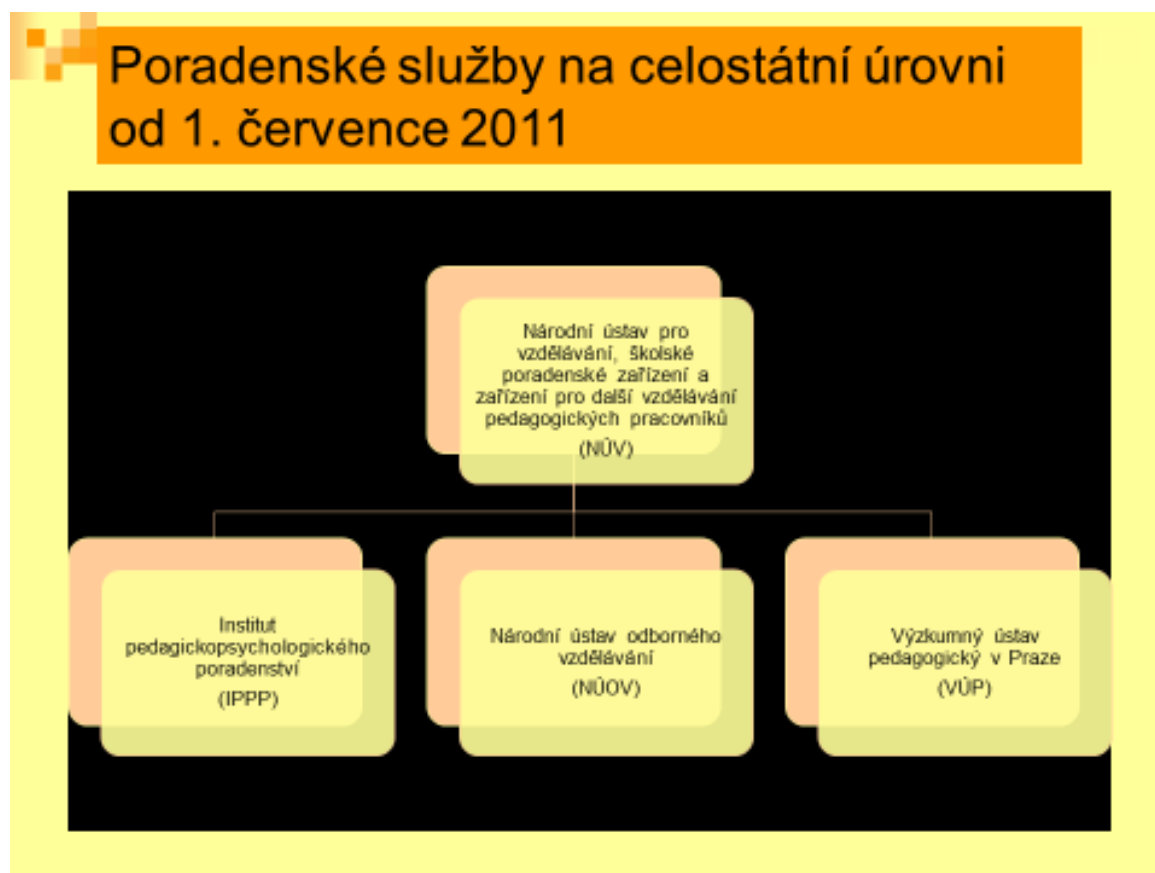 Poradenské služby na celostátní úrovni
od 1. července 2011
Národní ústav pro
vzdělávání, školské
poradenské zařízení a
zařízení pro další vzdělávání
pedagogických pracovníků
(NÚV)
Institut
pedagickopsychologického
poradenství
(IPPP)
Národní ústav odborného
vzdělávání
(NÚOV)
Výzkumný ústav
pedagogický v Praze
(VÚP)